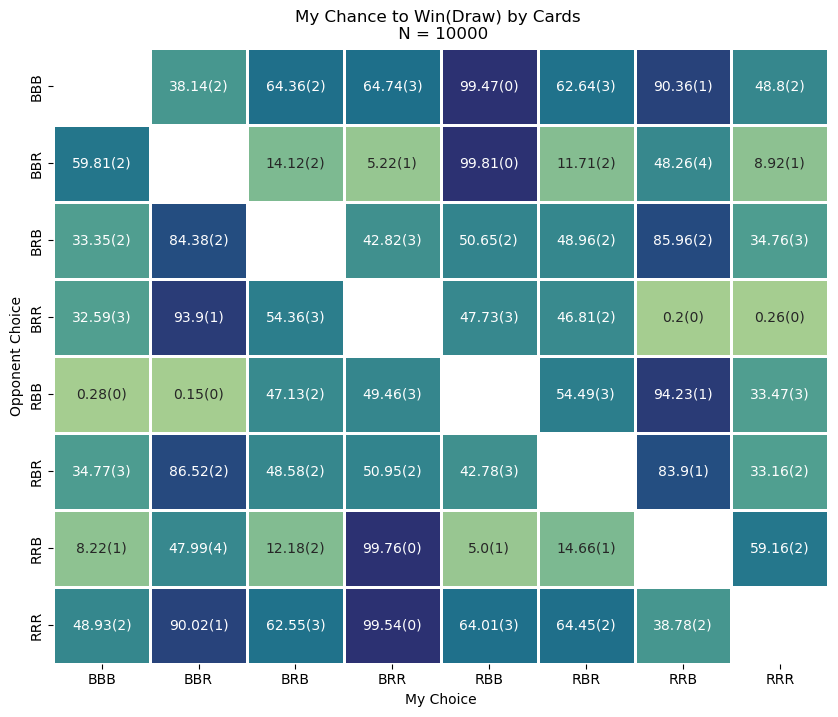 My Chance to Win(Draw) by Cards
N = 10000
BBB 38.14(2) 64.36(2) 64.74(3) 99.47(0) 62.64(3) 90.36(1) 48.8(2)
BBR 59.81(2) 14.12(2) 5.22(1) 99.81(0) 11.71(2) 48.26(4) 8.92(1)
BRB 33.35(2) 84.38(2) 42.82(3) 50.65(2) 48.96(2) 85.96(2) 34.76(3)
BRR 32.59(3) 93.9(1) 54.36(3) 47.73(3) 46.81(2) 0.2(0) 0.26(0)
RBB 0.28(0) 0.15(0) 47.13(2) 49.46(3) 54.49(3) 94.23(1) 33.47(3)
RBR 34.77(3) 86.52(2) 48.58(2) 50.95(2) 42.78(3) 83.9(1) 33.16(2)
RRB 8.22(1) 47.99(4) 12.18(2) 99.76(0) 5.0(1) 14.66(1) 59.16(2)
RRR 48.93(2) 90.02(1) 62.55(3) 99.54(0) 64.01(3) 64.45(2) 38.78(2)
BBB BBR BRB BRR RBB RBR RRB RRR
My Choice
Opponent Choice